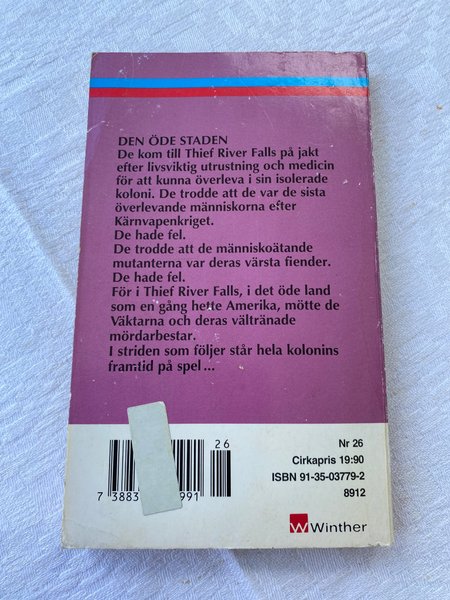 DEN ÖDE STADEN
De kom till Thief River Falls på jakt
efter livsviktig utrustning och medicin
för att kunna överleva i sin isolerade
koloni. De trodde att de var de sista
överlevande människorna efter
Kärnvapenkriget.
De hade fel.
De trodde att de människoätande
mutanterna var deras värsta fiender.
De hade fel.
För i Thief River Falls, i det öde land
som en gång hette Amerika, mötte de
Väktarna och deras vältränade
mördarbestar.
I striden som följer står hela kolonins
framtid på spel ...
26
7 3883 991
Nr 26
Cirkapris 19:90
ISBN 91-35-03779-2
8912
Winther